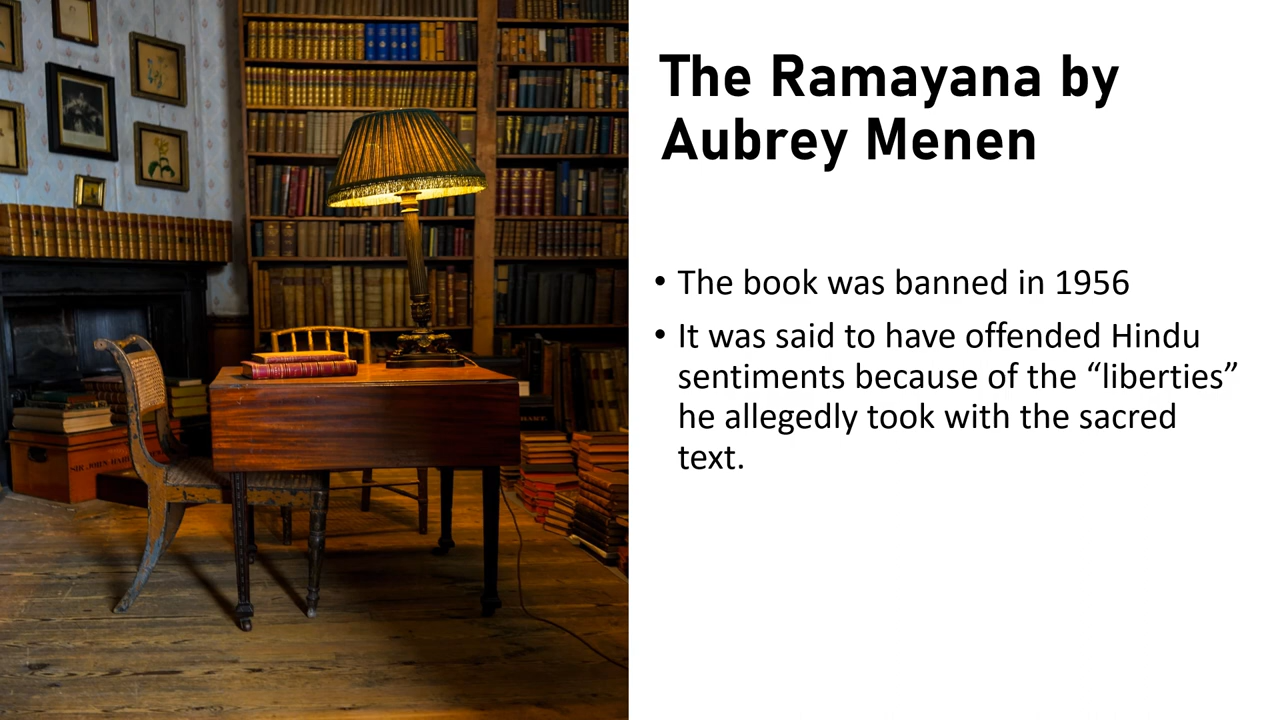 The Ramayana by
Aubrey Menen
• The book was banned in 1956
• It was said to have offended Hindu
sentiments because of the “liberties”
he allegedly took with the sacred
text.